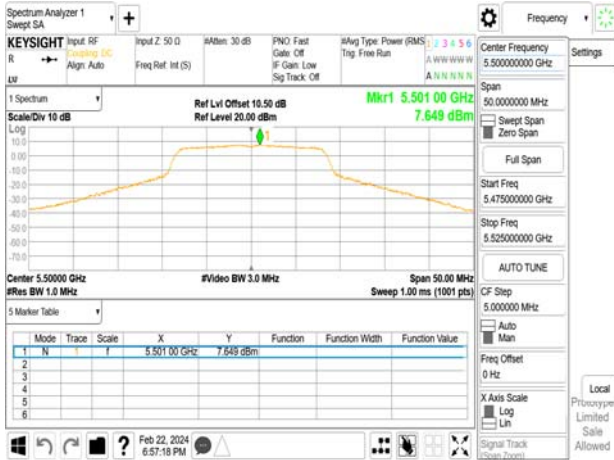 Spectrum Analyzer 1
Swept SA
+
Frequency
KEYSIGHT
Input: RF
Coupling: DC
Align: Auto
Input Z: 50 Ω
Freq Ref: Int (S)
#Atten: 30 dB
PNO: Fast
Gate: Off
IF Gain: Low
Sig Track: Off
#Avg Type: Power (RMS
Trig: Free Run
1 2 3 4 5 6
A W W W W W
A N N N N N
R
LXI
1 Spectrum
Scale/Div 10 dB
Ref Lvl Offset 10.50 dB
Ref Level 20.00 dBm
Mkr1 5.501 00 GHz
7.649 dBm
Log
10.0
0.00
-10.0
-20.0
-30.0
-40.0
-50.0
-60.0
-70.0
1
Center 5.50000 GHz
#Res BW 1.0 MHz
#Video BW 3.0 MHz
Span 50.00 MHz
Sweep 1.00 ms (1001 pts)
5 Marker Table
Mode Trace Scale X Y Function Function Width Function Value
1 N 1 f 5.501 00 GHz 7.649 dBm
2
3
4
5
6
?
Feb 22, 2024
6:57:18 PM
Center Frequency
5.500000000 GHz
Settings
Span
50.0000000 MHz
Swept Span
Zero Span
Full Span
Start Freq
5.475000000 GHz
Stop Freq
5.525000000 GHz
AUTO TUNE
CF Step
5.000000 MHz
Auto
Man
Freq Offset
0 Hz
X Axis Scale
Log
Lin
Signal Track
(Span Zoom)
Local
Prototype
Limited
Sale
Allowed